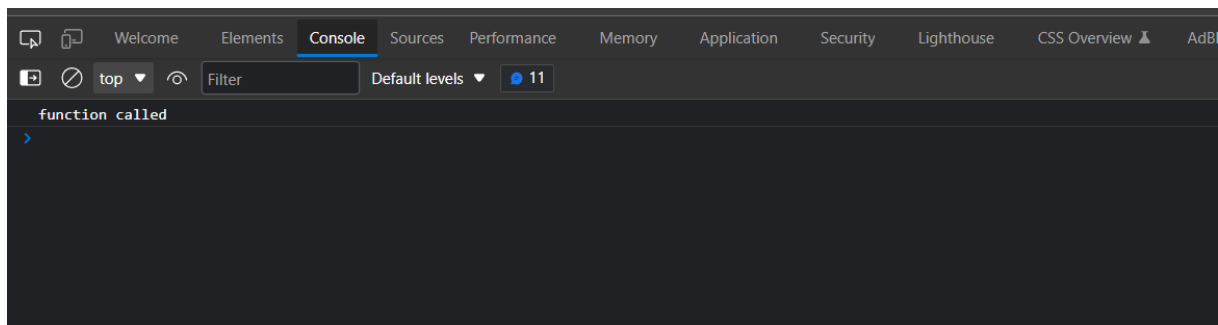 Welcome Elements Console Sources Performance Memory Application Security Lighthouse CSS Overview
top Filter Default levels 11
function called